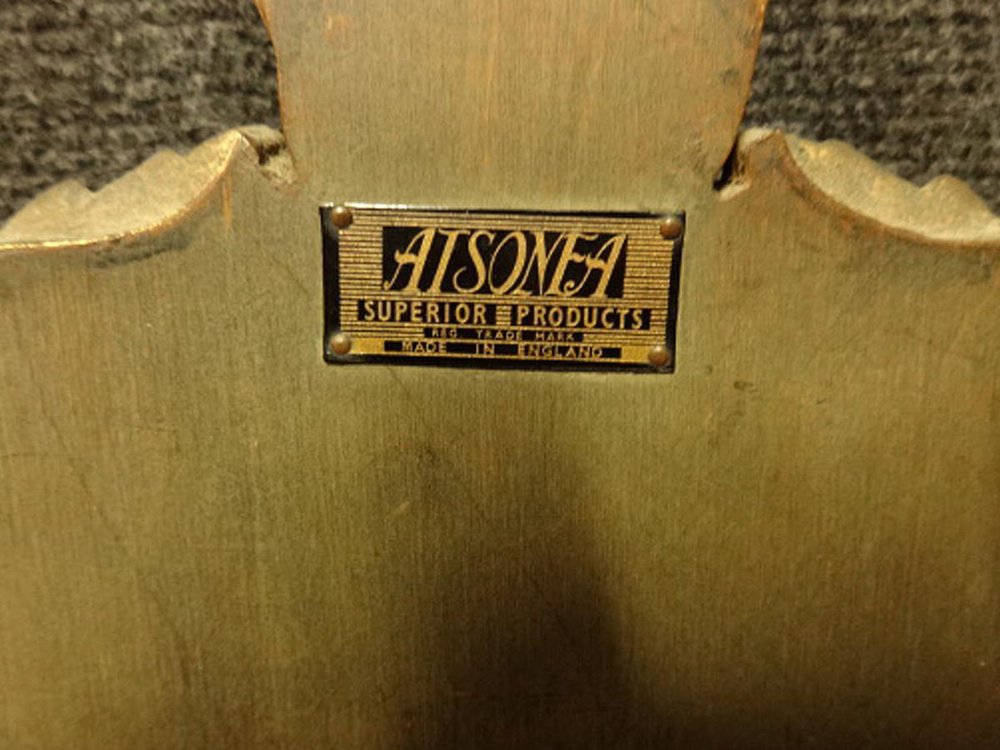 ATSONEA
SUPERIOR PRODUCTS
REG. TRADE MARK
MADE IN ENGLAND